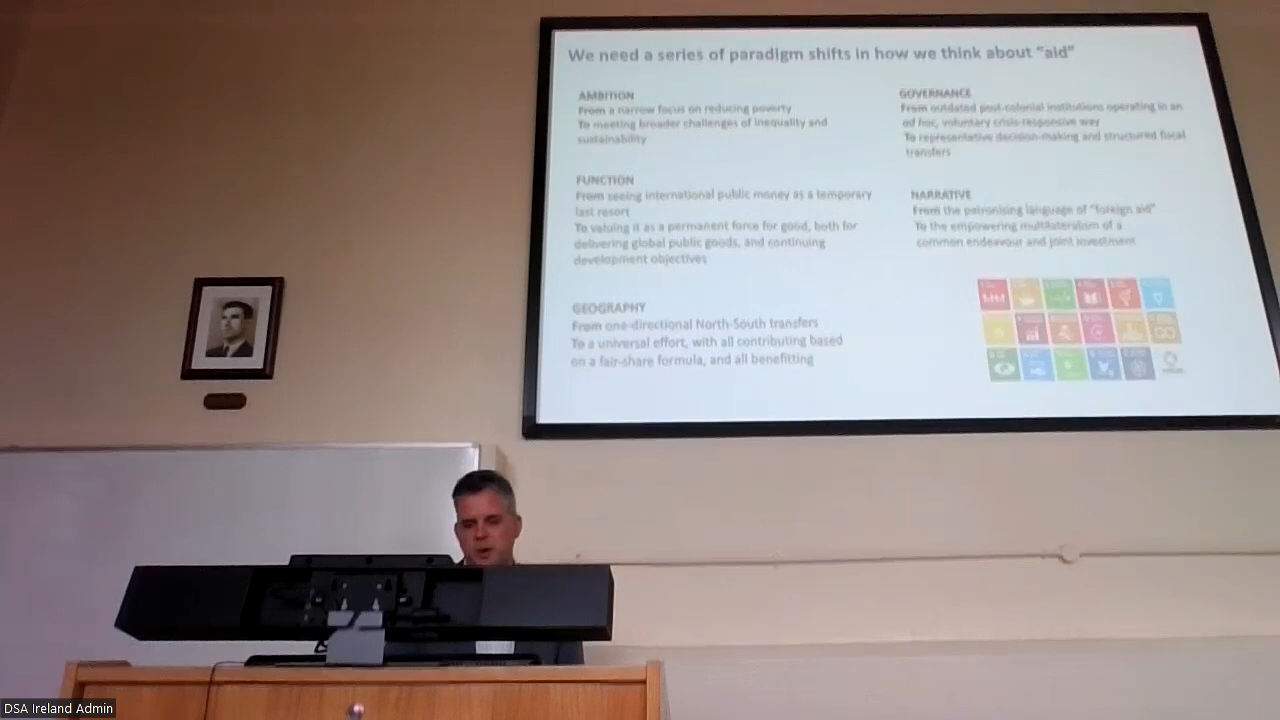 We need a series of paradigm shifts in how we think about "aid"
AMBITION
From a narrow focus on reducing poverty
To meeting broader challenges of inequality and
sustainability
FUNCTION
From seeing international public money as a temporary
last resort
To valuing it as a permanent force for good, both for
delivering global public goods, and continuing
development objectives
GEOGRAPHY
From one-directional North-South transfers
To a universal effort, with all contributing based
on a fair-share formula, and all benefitting
GOVERNANCE
From outdated post-colonial institutions operating in an
ad hoc, voluntary crisis-responsive way
To representative decision-making and structured fiscal
transfers
NARRATIVE
From the patronising language of "foreign aid"
To the empowering multilateralism of a
common endeavour and joint investment
DSA Ireland Admin